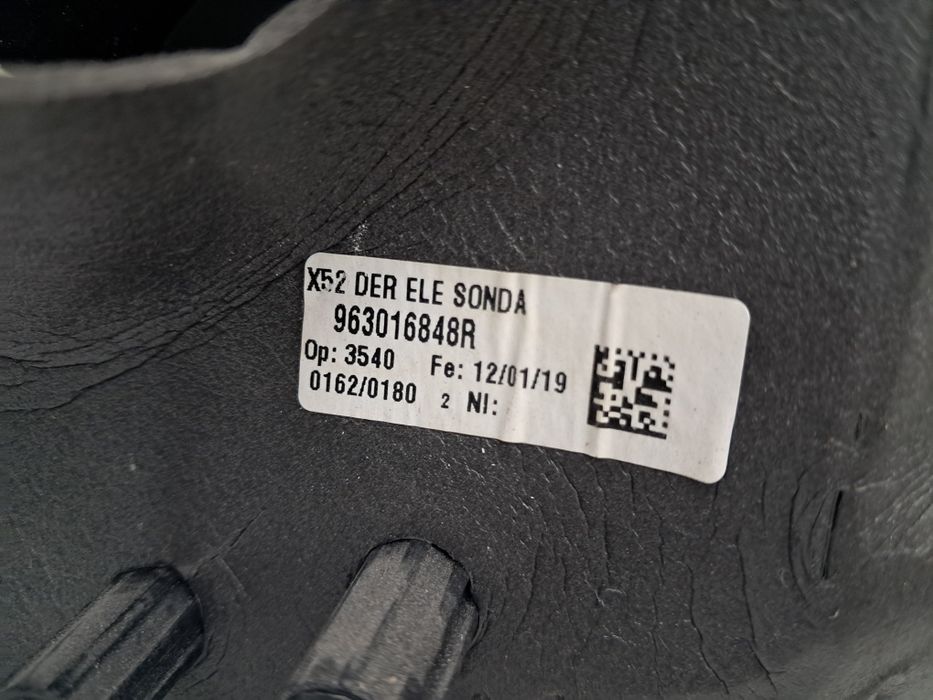 X52 DER ELE SONDA
963016848R
Op: 3540 Fe: 12/01/19
0162/0180 2 NI: